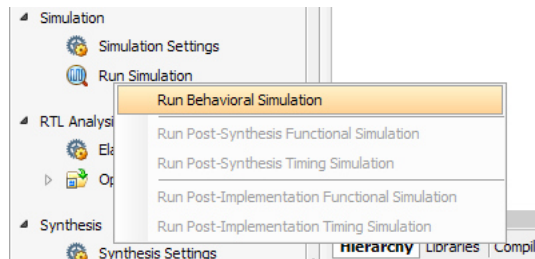 Simulation
Simulation Settings
Run Simulation
Run Behavioral Simulation
RTL Analysi
Run Post-Synthesis Functional Simulation
Ela
Run Post-Synthesis Timing Simulation
Op
Run Post-Implementation Functional Simulation
Synthesis
Run Post-Implementation Timing Simulation
Synthesis Settings
Hierarchy Libraries Compil